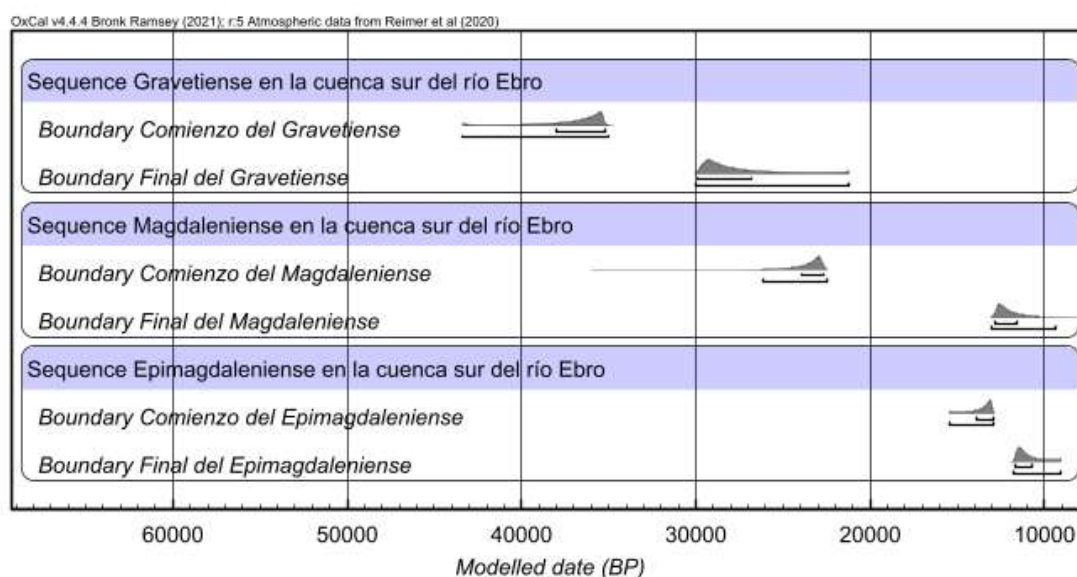 OxCal v4.4.4 Bronk Ramsey (2021); r:5 Atmospheric data from Reimer et al (2020)
Sequence Gravetiense en la cuenca sur del río Ebro
Boundary Comienzo del Gravetiense
Boundary Final del Gravetiense
Sequence Magdaleniense en la cuenca sur del río Ebro
Boundary Comienzo del Magdaleniense
Boundary Final del Magdaleniense
Sequence Epimagdaleniense en la cuenca sur del río Ebro
Boundary Comienzo del Epimagdaleniense
Boundary Final del Epimagdaleniense
60000 50000 40000 30000 20000 10000
Modelled date (BP)